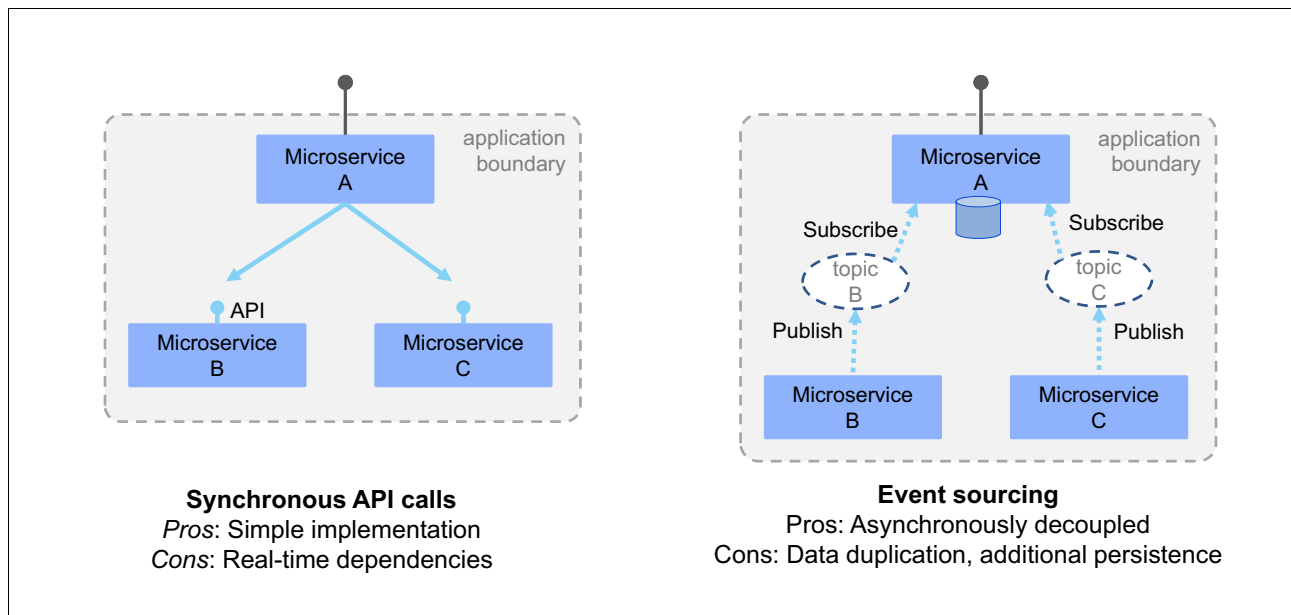 application
boundary
Microservice
A
API
Microservice
B
Microservice
C
Synchronous API calls
Pros: Simple implementation
Cons: Real-time dependencies
application
boundary
Microservice
A
Subscribe
Subscribe
topic
B
topic
C
Publish
Publish
Microservice
B
Microservice
C
Event sourcing
Pros: Asynchronously decoupled
Cons: Data duplication, additional persistence